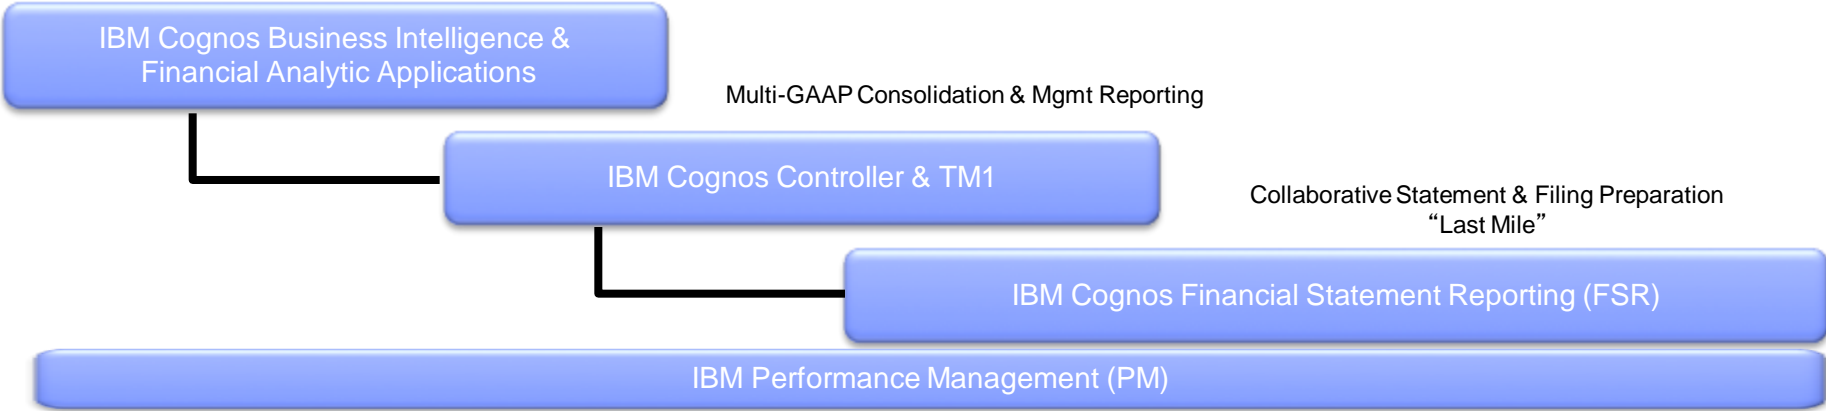 IBM Cognos Business Intelligence &
Financial Analytic Applications
Multi-GAAP Consolidation & Mgmt Reporting
IBM Cognos Controller & TM1
Collaborative Statement & Filing Preparation
“Last Mile”
IBM Cognos Financial Statement Reporting (FSR)
IBM Performance Management (PM)